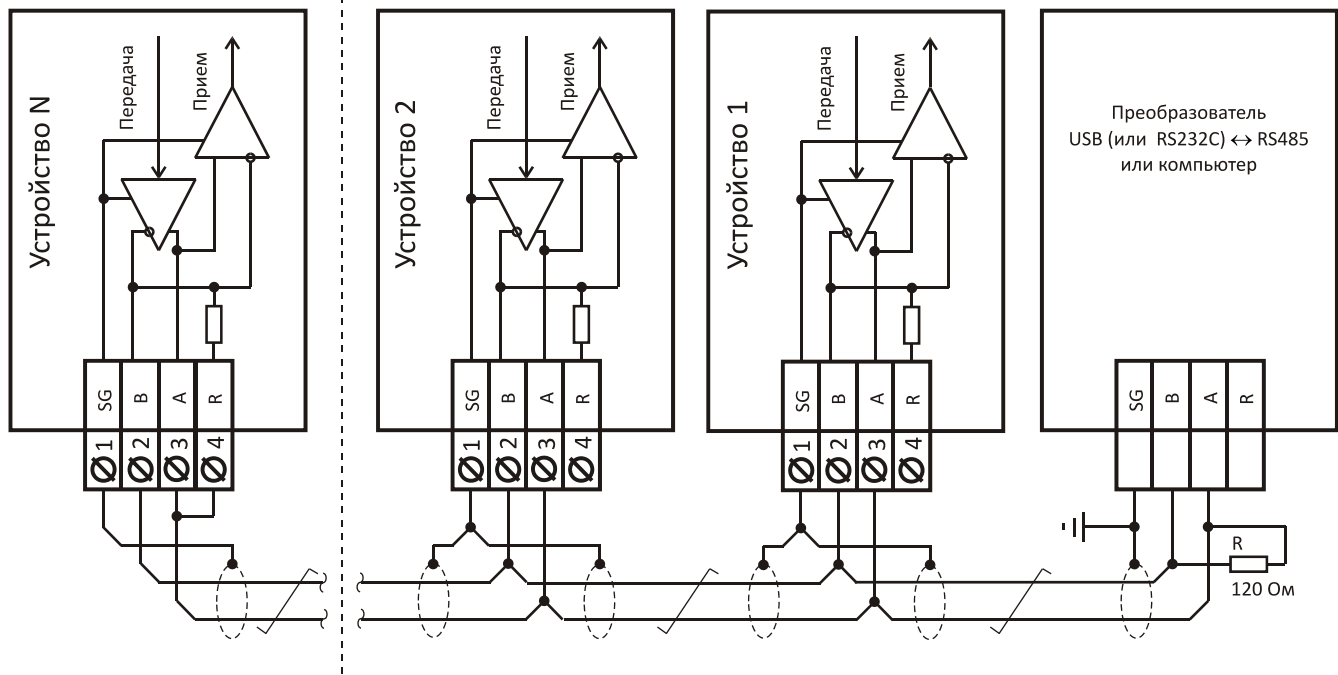 Устройство N
Передача
Прием
SG
B
A
R
1
2
3
4
Устройство 2
Передача
Прием
SG
B
A
R
1
2
3
4
Устройство 1
Передача
Прием
SG
B
A
R
1
2
3
4
Преобразователь
USB (или RS232C) ↔ RS485
или компьютер
SG
B
A
R
R
120 Ом